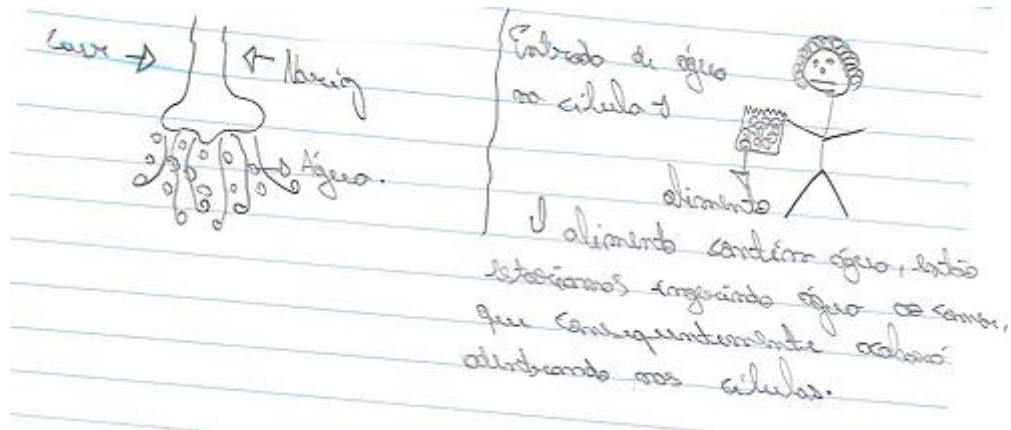 Nariz
Água.
Entrada de água
na célula
alimento
O alimento contém água, então
estaríamos ingerindo água ao comer,
que consequentemente acabará
adentrando nas células.